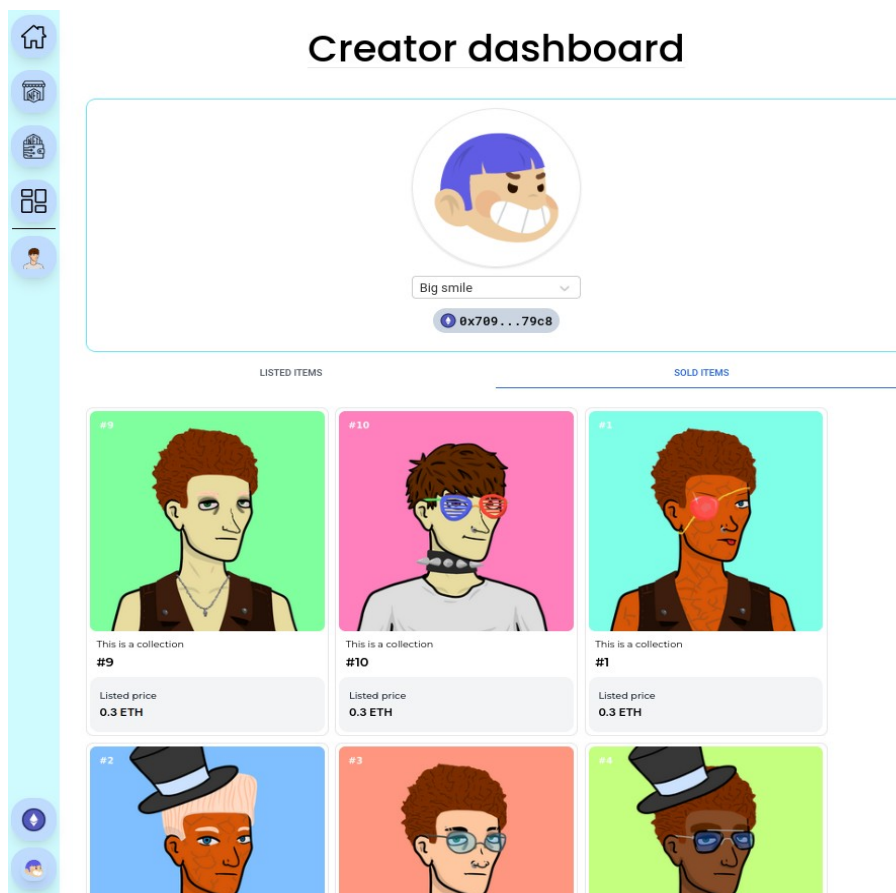 Creator dashboard
Big smile
0x709...79c8
LISTED ITEMS
SOLD ITEMS
#9
#10
#1
This is a collection
#9
Listed price
0.3 ETH
This is a collection
#10
Listed price
0.3 ETH
This is a collection
#1
Listed price
0.3 ETH
#2
#3
#4